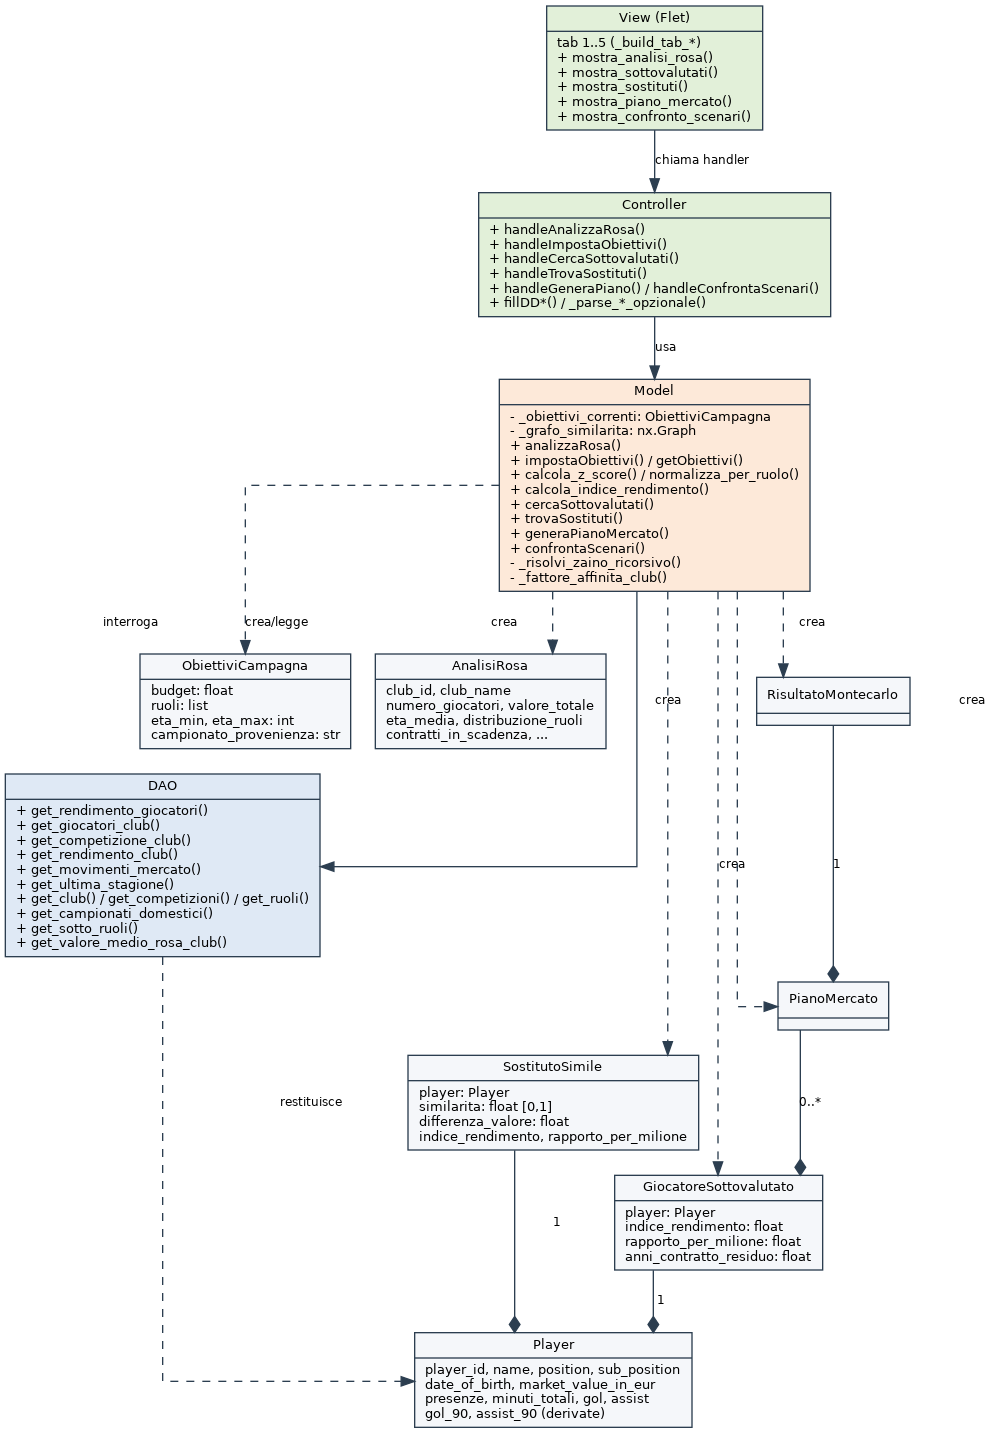 View (Flet)
tab 1..5 (_build_tab_*)
+ mostra_analisi_rosa()
+ mostra_sottovalutati()
+ mostra_sostituti()
+ mostra_piano_mercato()
+ mostra_confronto_scenari()
chiama handler
Controller
+ handleAnalizzaRosa()
+ handleImpostaObiettivi()
+ handleCercaSottovalutati()
+ handleTrovaSostituti()
+ handleGeneraPiano() / handleConfrontaScenari()
+ fillDD*() / _parse_*_opzionale()
usa
Model
- _obiettivi_correnti: ObiettiviCampagna
- _grafo_similarita: nx.Graph
+ analizzaRosa()
+ impostaObiettivi() / getObiettivi()
+ calcola_z_score() / normalizza_per_ruolo()
+ calcola_indice_rendimento()
+ cercaSottovalutati()
+ trovaSostituti()
+ generaPianoMercato()
+ confrontaScenari()
- _risolvi_zaino_ricorsivo()
- _fattore_affinita_club()
interroga
crea/legge
crea
crea
ObiettiviCampagna
budget: float
ruoli: list
eta_min, eta_max: int
campionato_provenienza: str
AnalisiRosa
club_id, club_name
numero_giocatori, valore_totale
eta_media, distribuzione_ruoli
contratti_in_scadenza, ...
crea
RisultatoMontecarlo
crea
DAO
+ get_rendimento_giocatori()
+ get_giocatori_club()
+ get_competizione_club()
+ get_rendimento_club()
+ get_movimenti_mercato()
+ get_ultima_stagione()
+ get_club() / get_competizioni() / get_ruoli()
+ get_campionati_domestici()
+ get_sotto_ruoli()
+ get_valore_medio_rosa_club()
crea
1
PianoMercato
SostitutoSimile
player: Player
similarita: float [0,1]
differenza_valore: float
indice_rendimento, rapporto_per_milione
restituisce
0..*
GiocatoreSottovalutato
player: Player
indice_rendimento: float
rapporto_per_milione: float
anni_contratto_residuo: float
1
1
Player
player_id, name, position, sub_position
date_of_birth, market_value_in_eur
presenze, minuti_totali, gol, assist
gol_90, assist_90 (derivate)